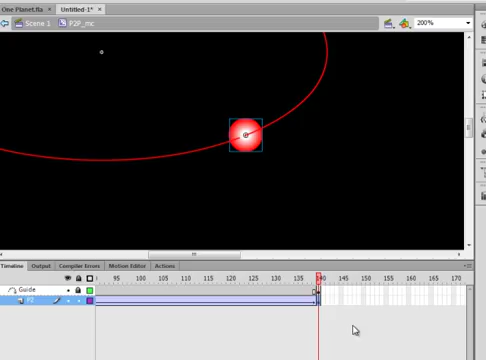 One Planet.fla × Untitled-1* ×
Scene 1 P2P_mc 200%
Timeline Output Compiler Errors Motion Editor Actions
95 100 105 110 115 120 125 130 135 140 145 150 155 160 165 170
Guide
P2